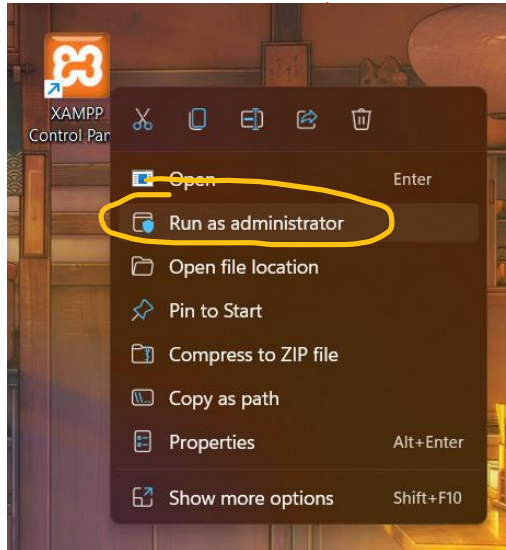 XAMPP
Control Pan
Open Enter
Run as administrator
Open file location
Pin to Start
Compress to ZIP file
Copy as path
Properties Alt+Enter
Show more options Shift+F10